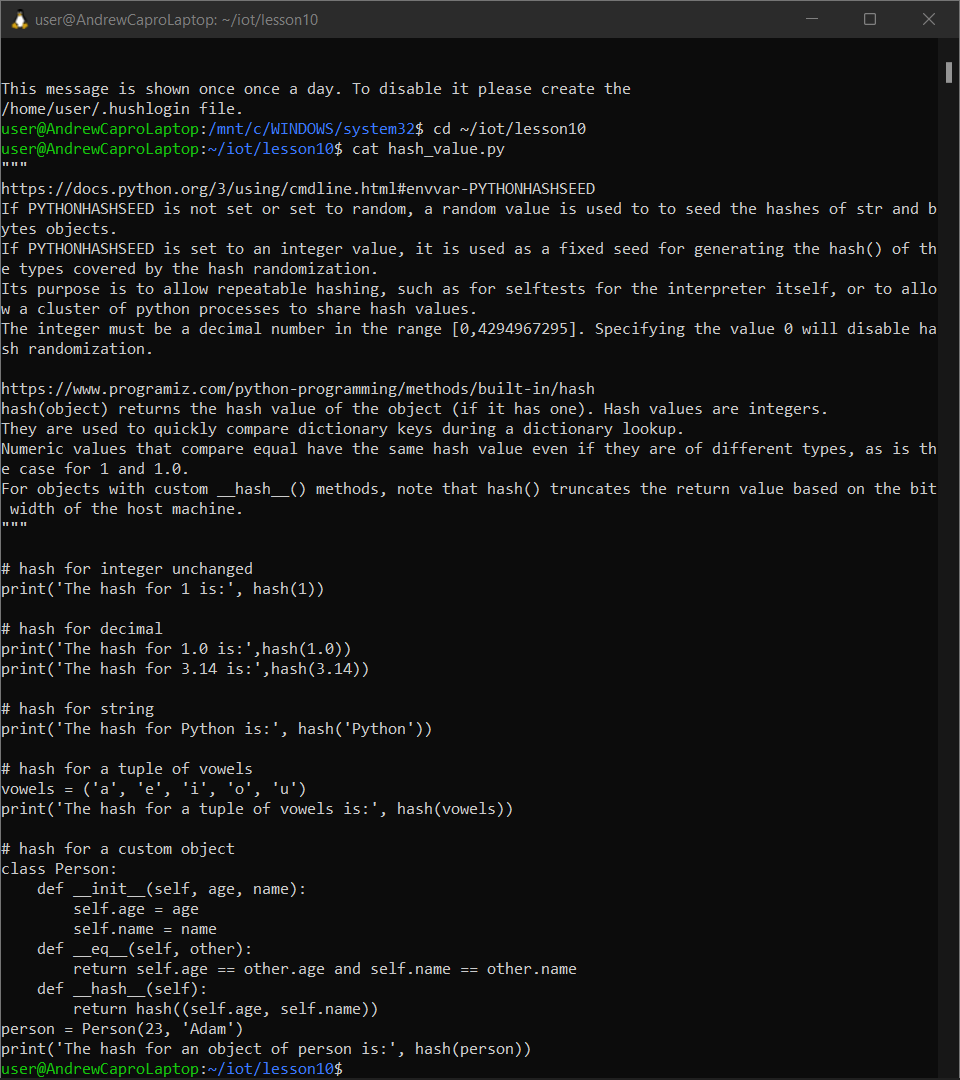 user@AndrewCaproLaptop: ~/iot/lesson10
This message is shown once once a day. To disable it please create the
/home/user/.hushlogin file.
user@AndrewCaproLaptop:/mnt/c/WINDOWS/system32$ cd ~/iot/lesson10
user@AndrewCaproLaptop:~/iot/lesson10$ cat hash_value.py
"""
https://docs.python.org/3/using/cmdline.html#envvar-PYTHONHASHSEED
If PYTHONHASHSEED is not set or set to random, a random value is used to to seed the hashes of str and b
ytes objects.
If PYTHONHASHSEED is set to an integer value, it is used as a fixed seed for generating the hash() of th
e types covered by the hash randomization.
Its purpose is to allow repeatable hashing, such as for selftests for the interpreter itself, or to allo
w a cluster of python processes to share hash values.
The integer must be a decimal number in the range [0,4294967295]. Specifying the value 0 will disable ha
sh randomization.

https://www.programiz.com/python-programming/methods/built-in/hash
hash(object) returns the hash value of the object (if it has one). Hash values are integers.
They are used to quickly compare dictionary keys during a dictionary lookup.
Numeric values that compare equal have the same hash value even if they are of different types, as is th
e case for 1 and 1.0.
For objects with custom __hash__() methods, note that hash() truncates the return value based on the bit
 width of the host machine.
"""

# hash for integer unchanged
print('The hash for 1 is:', hash(1))

# hash for decimal
print('The hash for 1.0 is:',hash(1.0))
print('The hash for 3.14 is:',hash(3.14))

# hash for string
print('The hash for Python is:', hash('Python'))

# hash for a tuple of vowels
vowels = ('a', 'e', 'i', 'o', 'u')
print('The hash for a tuple of vowels is:', hash(vowels))

# hash for a custom object
class Person:
    def __init__(self, age, name):
        self.age = age
        self.name = name
    def __eq__(self, other):
        return self.age == other.age and self.name == other.name
    def __hash__(self):
        return hash((self.age, self.name))
person = Person(23, 'Adam')
print('The hash for an object of person is:', hash(person))
user@AndrewCaproLaptop:~/iot/lesson10$